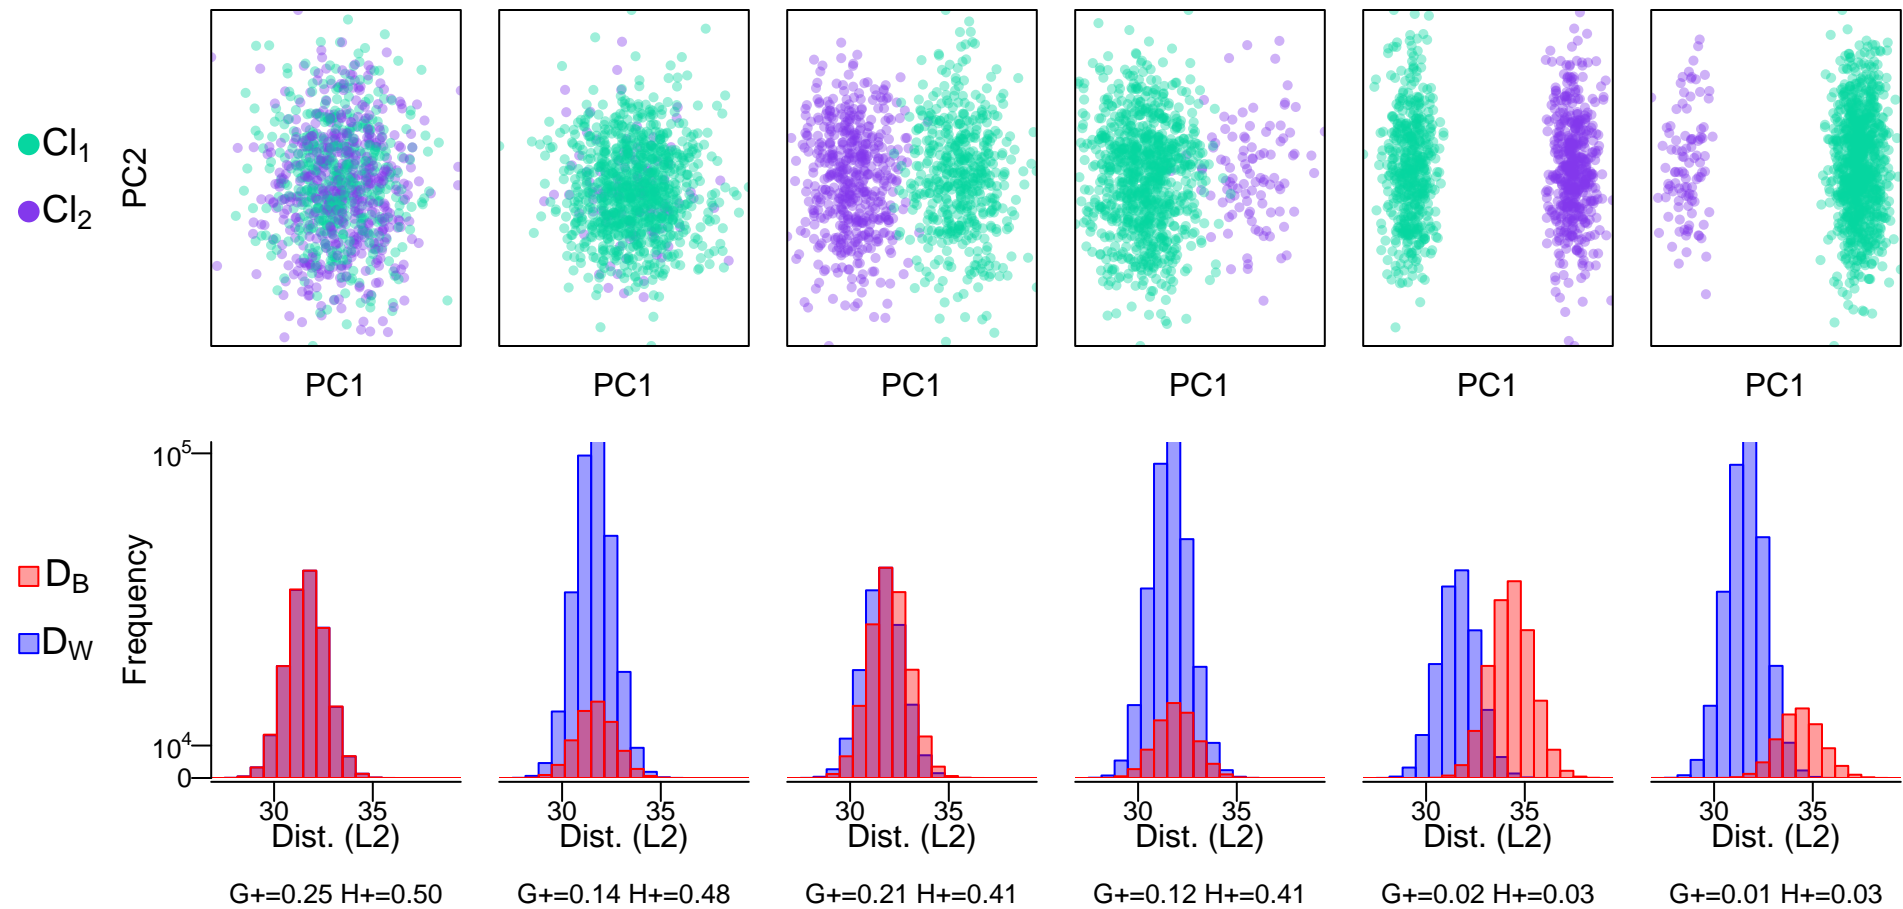 Cl1
Cl2
PC2
PC1 PC1 PC1 PC1 PC1 PC1
10^5
10^4
0
Frequency
DB
DW
30 35 30 35 30 35 30 35 30 35 30 35
Dist. (L2) Dist. (L2) Dist. (L2) Dist. (L2) Dist. (L2) Dist. (L2)
G+=0.25 H+=0.50 G+=0.14 H+=0.48 G+=0.21 H+=0.41 G+=0.12 H+=0.41 G+=0.02 H+=0.03 G+=0.01 H+=0.03